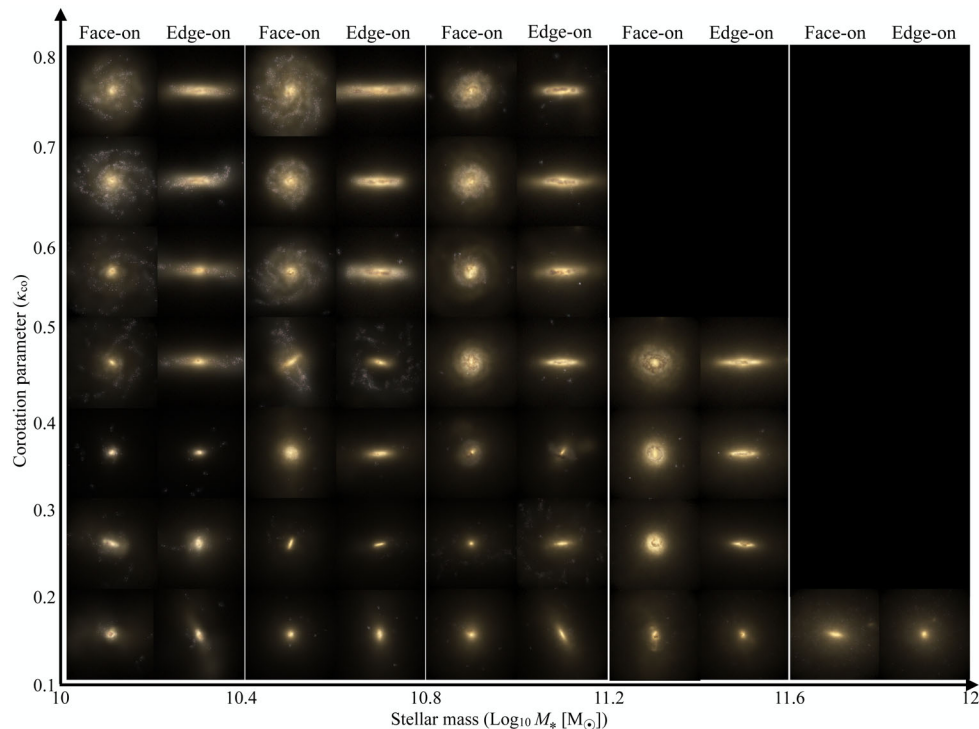 Face-on Edge-on Face-on Edge-on Face-on Edge-on Face-on Edge-on Face-on Edge-on
0.8
0.7
0.6
0.5
0.4
0.3
0.2
0.1
Corotation parameter (κco)
10 10.4 10.8 11.2 11.6 12
Stellar mass (Log10 M* [M⊙])